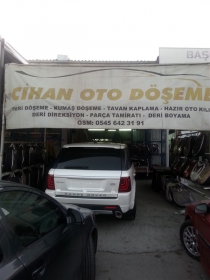 BAŞ
CİHAN OTO DÖŞEME
DERİ DÖŞEME - KUMAŞ DÖŞEME - TAVAN KAPLAMA - HAZIR OTO KILI
DERİ DİREKSİYON - PARÇA TAMİRATI - DERİ BOYAMA
GSM: 0545 642 31 91